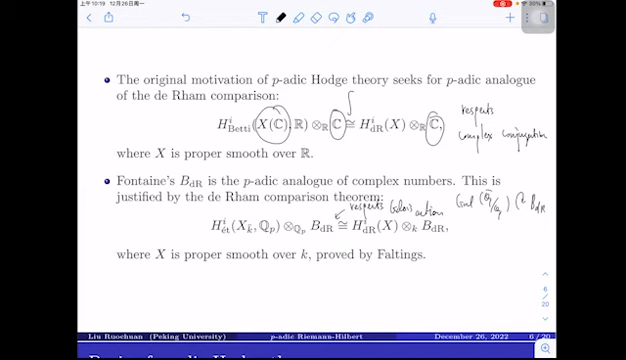 上午10:19 12月26日周一
30%
• The original motivation of p-adic Hodge theory seeks for p-adic analogue
of the de Rham comparison:
∫
H^i_Betti(X(ℂ), ℝ) ⊗_ℝ ℂ ≅ H^i_dR(X) ⊗_ℝ ℂ,
respects
complex conjugation
where X is proper smooth over ℝ.
• Fontaine's B_dR is the p-adic analogue of complex numbers. This is
justified by the de Rham comparison theorem:
respects Galois action
B_dR
H^i_ét(X_k̄, ℚ_p) ⊗_ℚ_p B_dR ≅ H^i_dR(X) ⊗_k B_dR,
where X is proper smooth over k, proved by Faltings.
6
20
Liu Ruochuan (Peking University) p-adic Riemann-Hilbert December 26, 2022 6 / 20